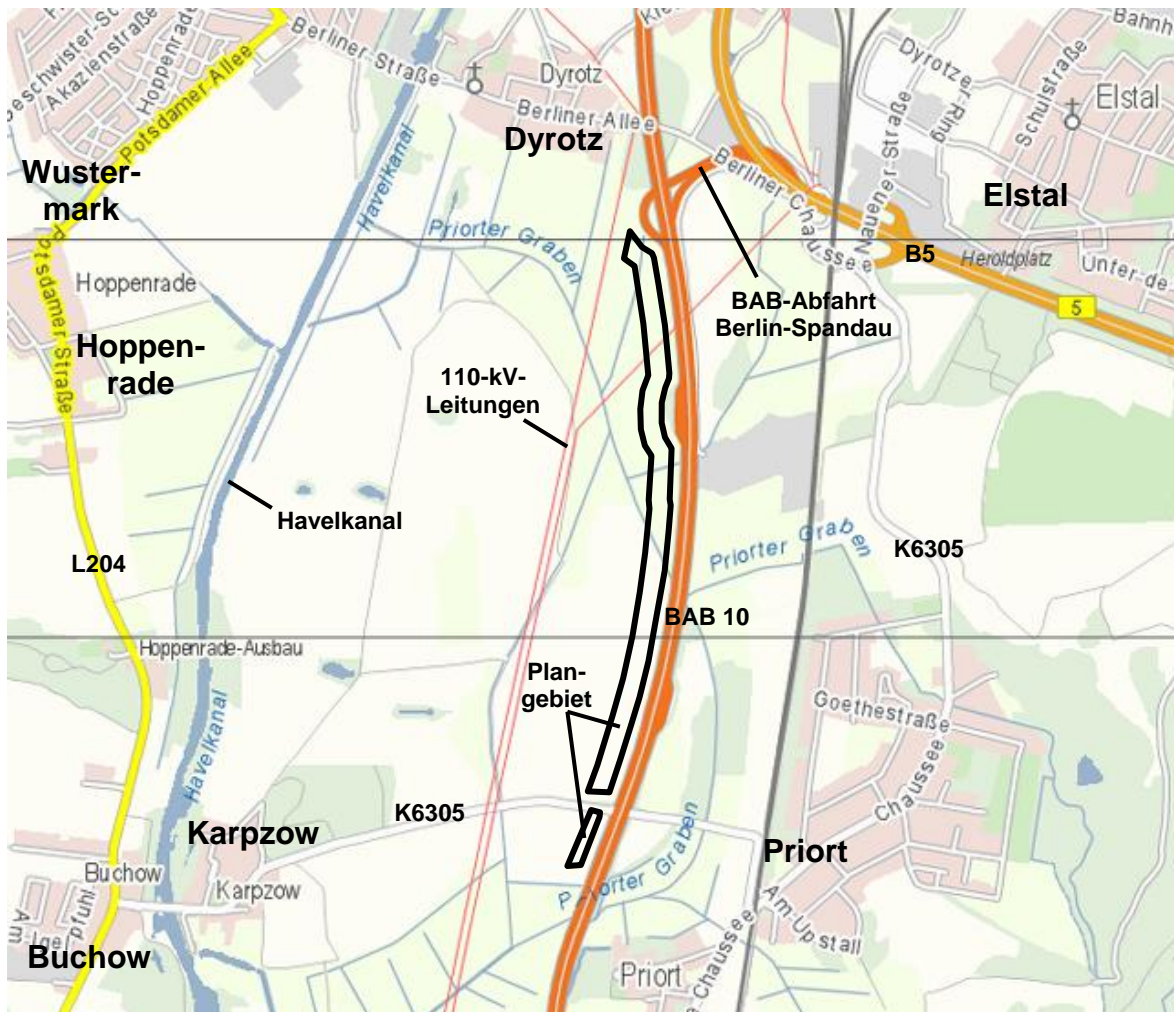 Akazienstraße
Hoppenrade
Potsdamer Allee
Berliner Straße
Dyrotz
Berliner-Allee
Dyrotz
Wuster-
mark
Havelkanal
Berliner-Chaussee
Nauener-Straße
Dyrotzer-Ring
Schulstraße
Bahnh
Elstal
Elstal
B5
Heroldplatz
Unter-de
5
Priorter Graben
BAB-Abfahrt
Berlin-Spandau
Hoppenrade
Potsdamer Straße
Hoppen-
rade
110-kV-
Leitungen
Havelkanal
L204
Priorter Graben
K6305
BAB 10
Hoppenrade-Ausbau
Plan-
gebiet
Havelkanal
Goethestraße
Chaussee
K6305
Karpzow
Priort
Buchow
Karpzow
Priorter Graben
Am-Upstall
Buchow
Priort
e-Chaussee